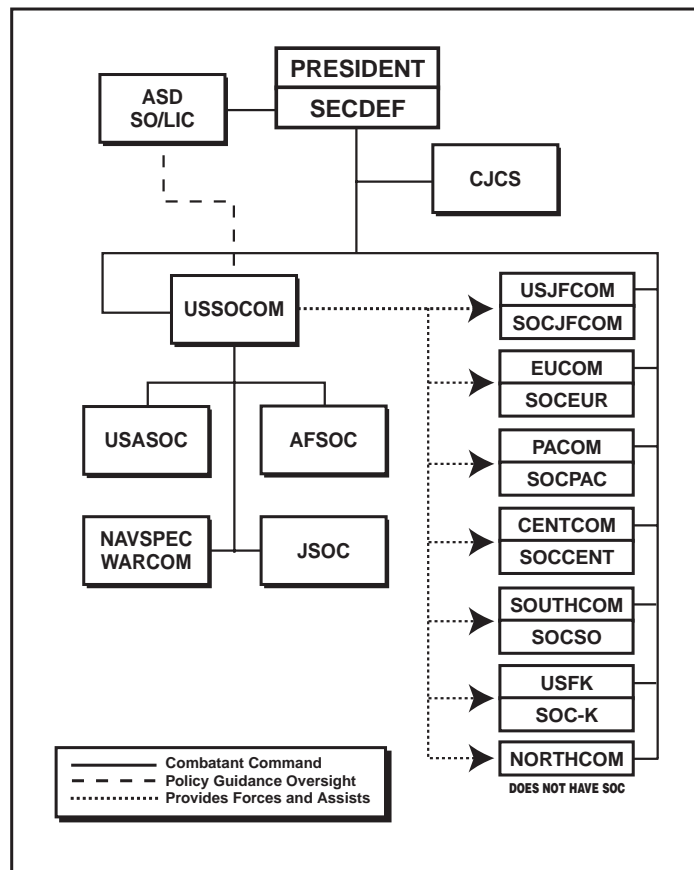 PRESIDENT
SECDEF
ASD
SO/LIC
CJCS
USSOCOM
USASOC
AFSOC
NAVSPEC
WARCOM
JSOC
USJFCOM
SOCJFCOM
EUCOM
SOCEUR
PACOM
SOCPAC
CENTCOM
SOCCENT
SOUTHCOM
SOCSO
USFK
SOC-K
NORTHCOM
DOES NOT HAVE SOC
Combatant Command
Policy Guidance Oversight
Provides Forces and Assists